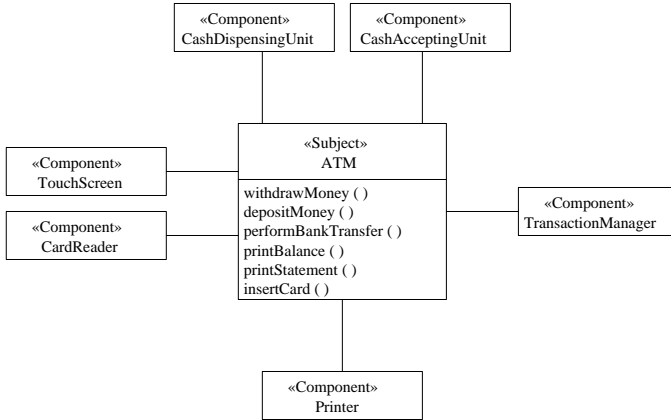 «Component»
CashDispensingUnit
«Component»
CashAcceptingUnit
«Subject»
ATM
«Component»
TouchScreen
withdrawMoney ( )
depositMoney ( )
performBankTransfer ( )
printBalance ( )
printStatement ( )
insertCard ( )
«Component»
TransactionManager
«Component»
CardReader
«Component»
Printer